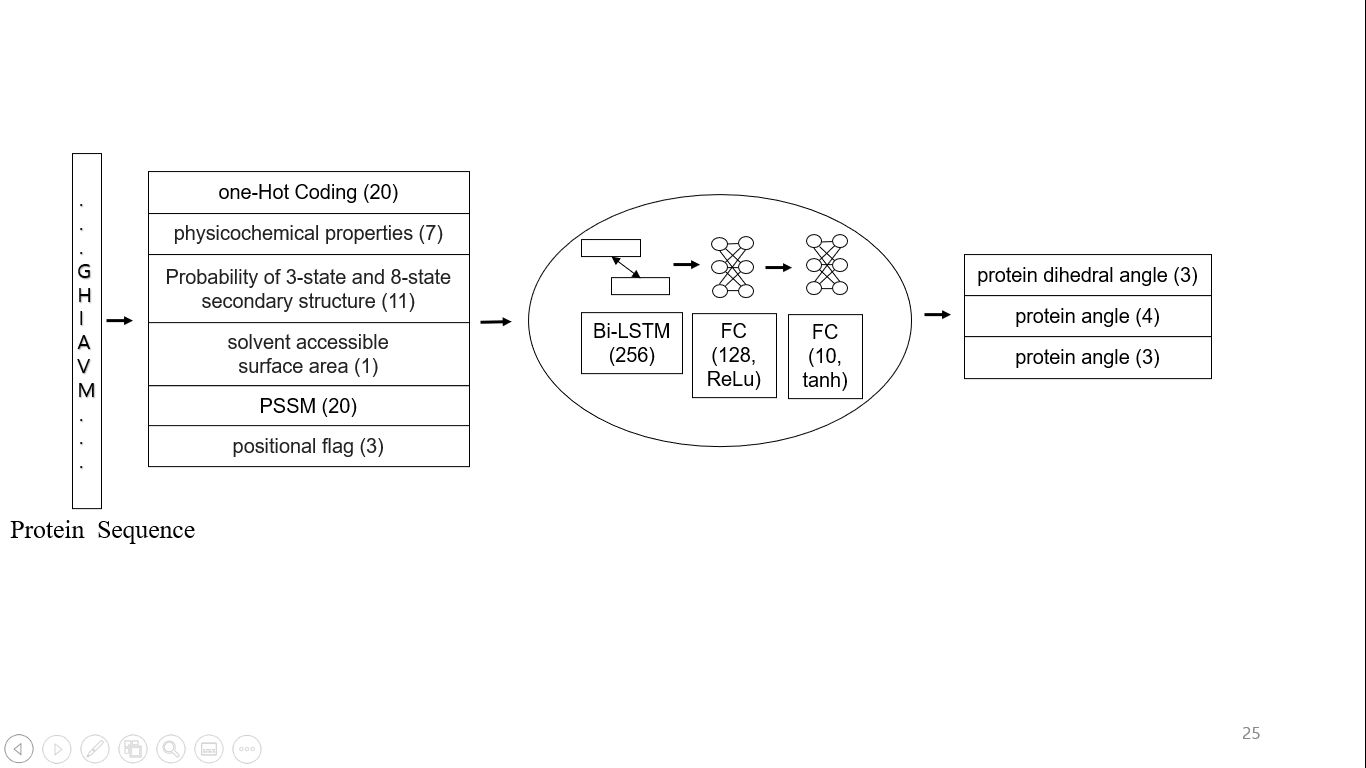 .
.
.
G
H
I
A
V
M
.
.
.
Protein Sequence
one-Hot Coding (20)
physicochemical properties (7)
Probability of 3-state and 8-state
secondary structure (11)
solvent accessible
surface area (1)
PSSM (20)
positional flag (3)
Bi-LSTM
(256)
FC
(128,
ReLu)
FC
(10,
tanh)
protein dihedral angle (3)
protein angle (4)
protein angle (3)
25